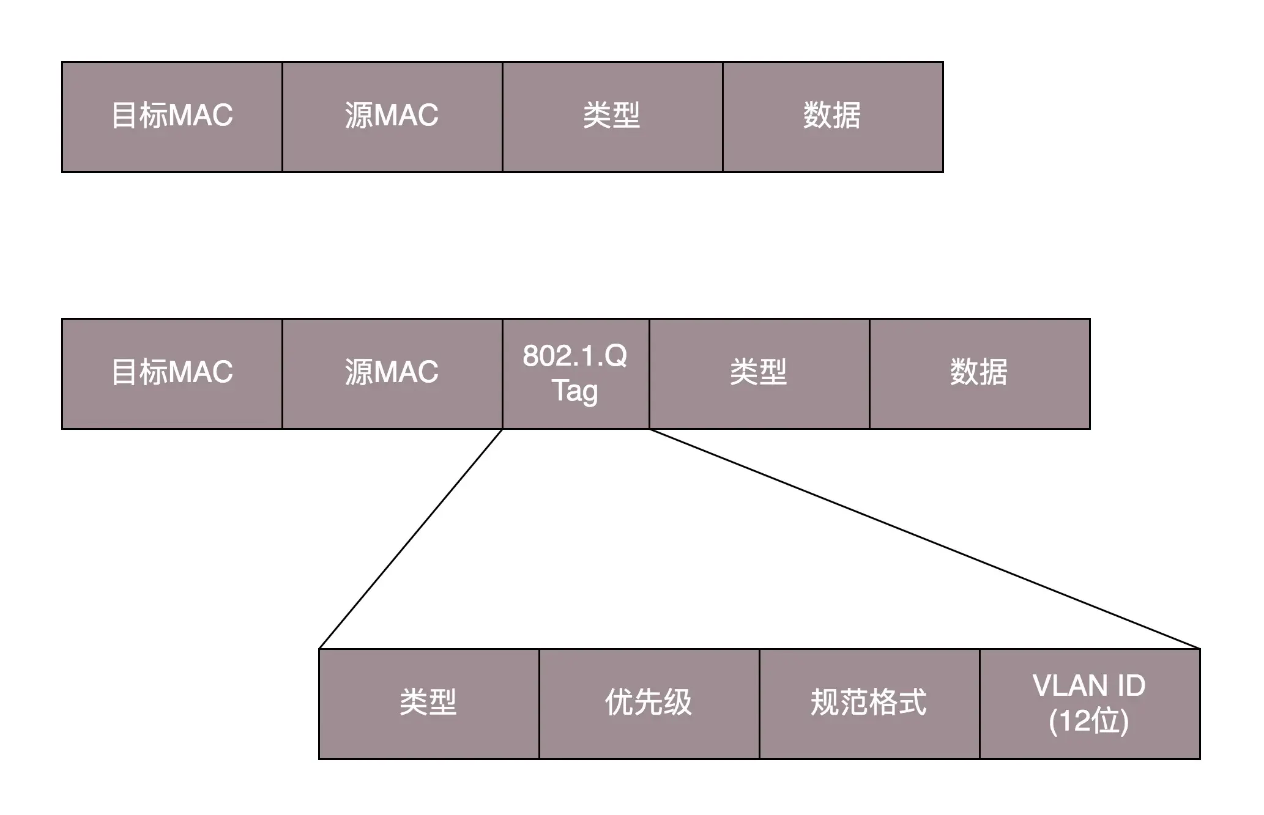 目标MAC
源MAC
类型
数据
目标MAC
源MAC
802.1.Q
Tag
类型
数据
类型
优先级
规范格式
VLAN ID
(12位)